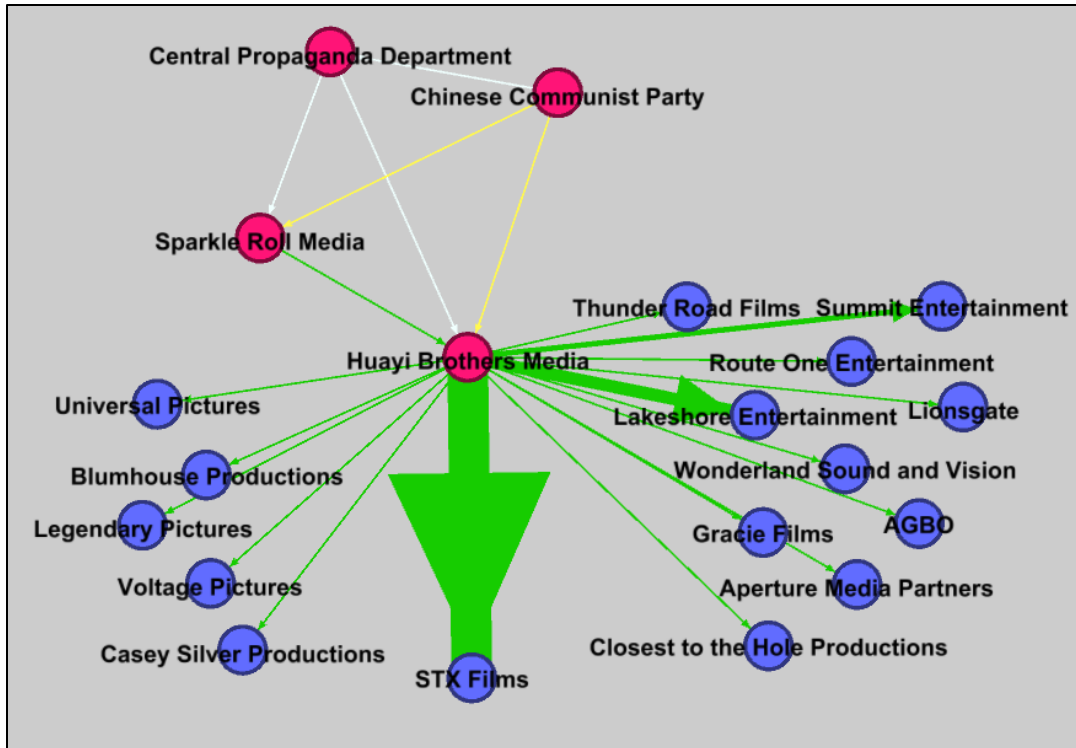 Central Propaganda Department
Chinese Communist Party
Sparkle Roll Media
Thunder Road Films
Summit Entertainment
Huayi Brothers Media
Route One Entertainment
Universal Pictures
Lakeshore Entertainment
Lionsgate
Blumhouse Productions
Wonderland Sound and Vision
Legendary Pictures
Gracie Films
AGBO
Voltage Pictures
Aperture Media Partners
Casey Silver Productions
Closest to the Hole Productions
STX Films